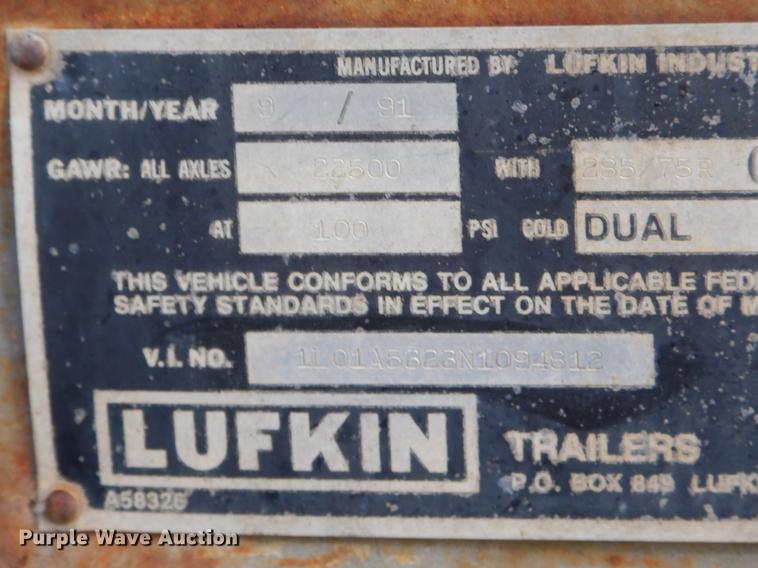 MANUFACTURED BY: LUFKIN INDUST
MONTH/YEAR 9 / 91
GAWR: ALL AXLES 22500 WITH 285/75R (
AT 100 PSI COLD DUAL
THIS VEHICLE CONFORMS TO ALL APPLICABLE FEDE
SAFETY STANDARDS IN EFFECT ON THE DATE OF M
V.I. NO. 1L01A5323N1094812
LUFKIN TRAILERS
P.O. BOX 849 LUFK
A58326
Purple Wave Auction